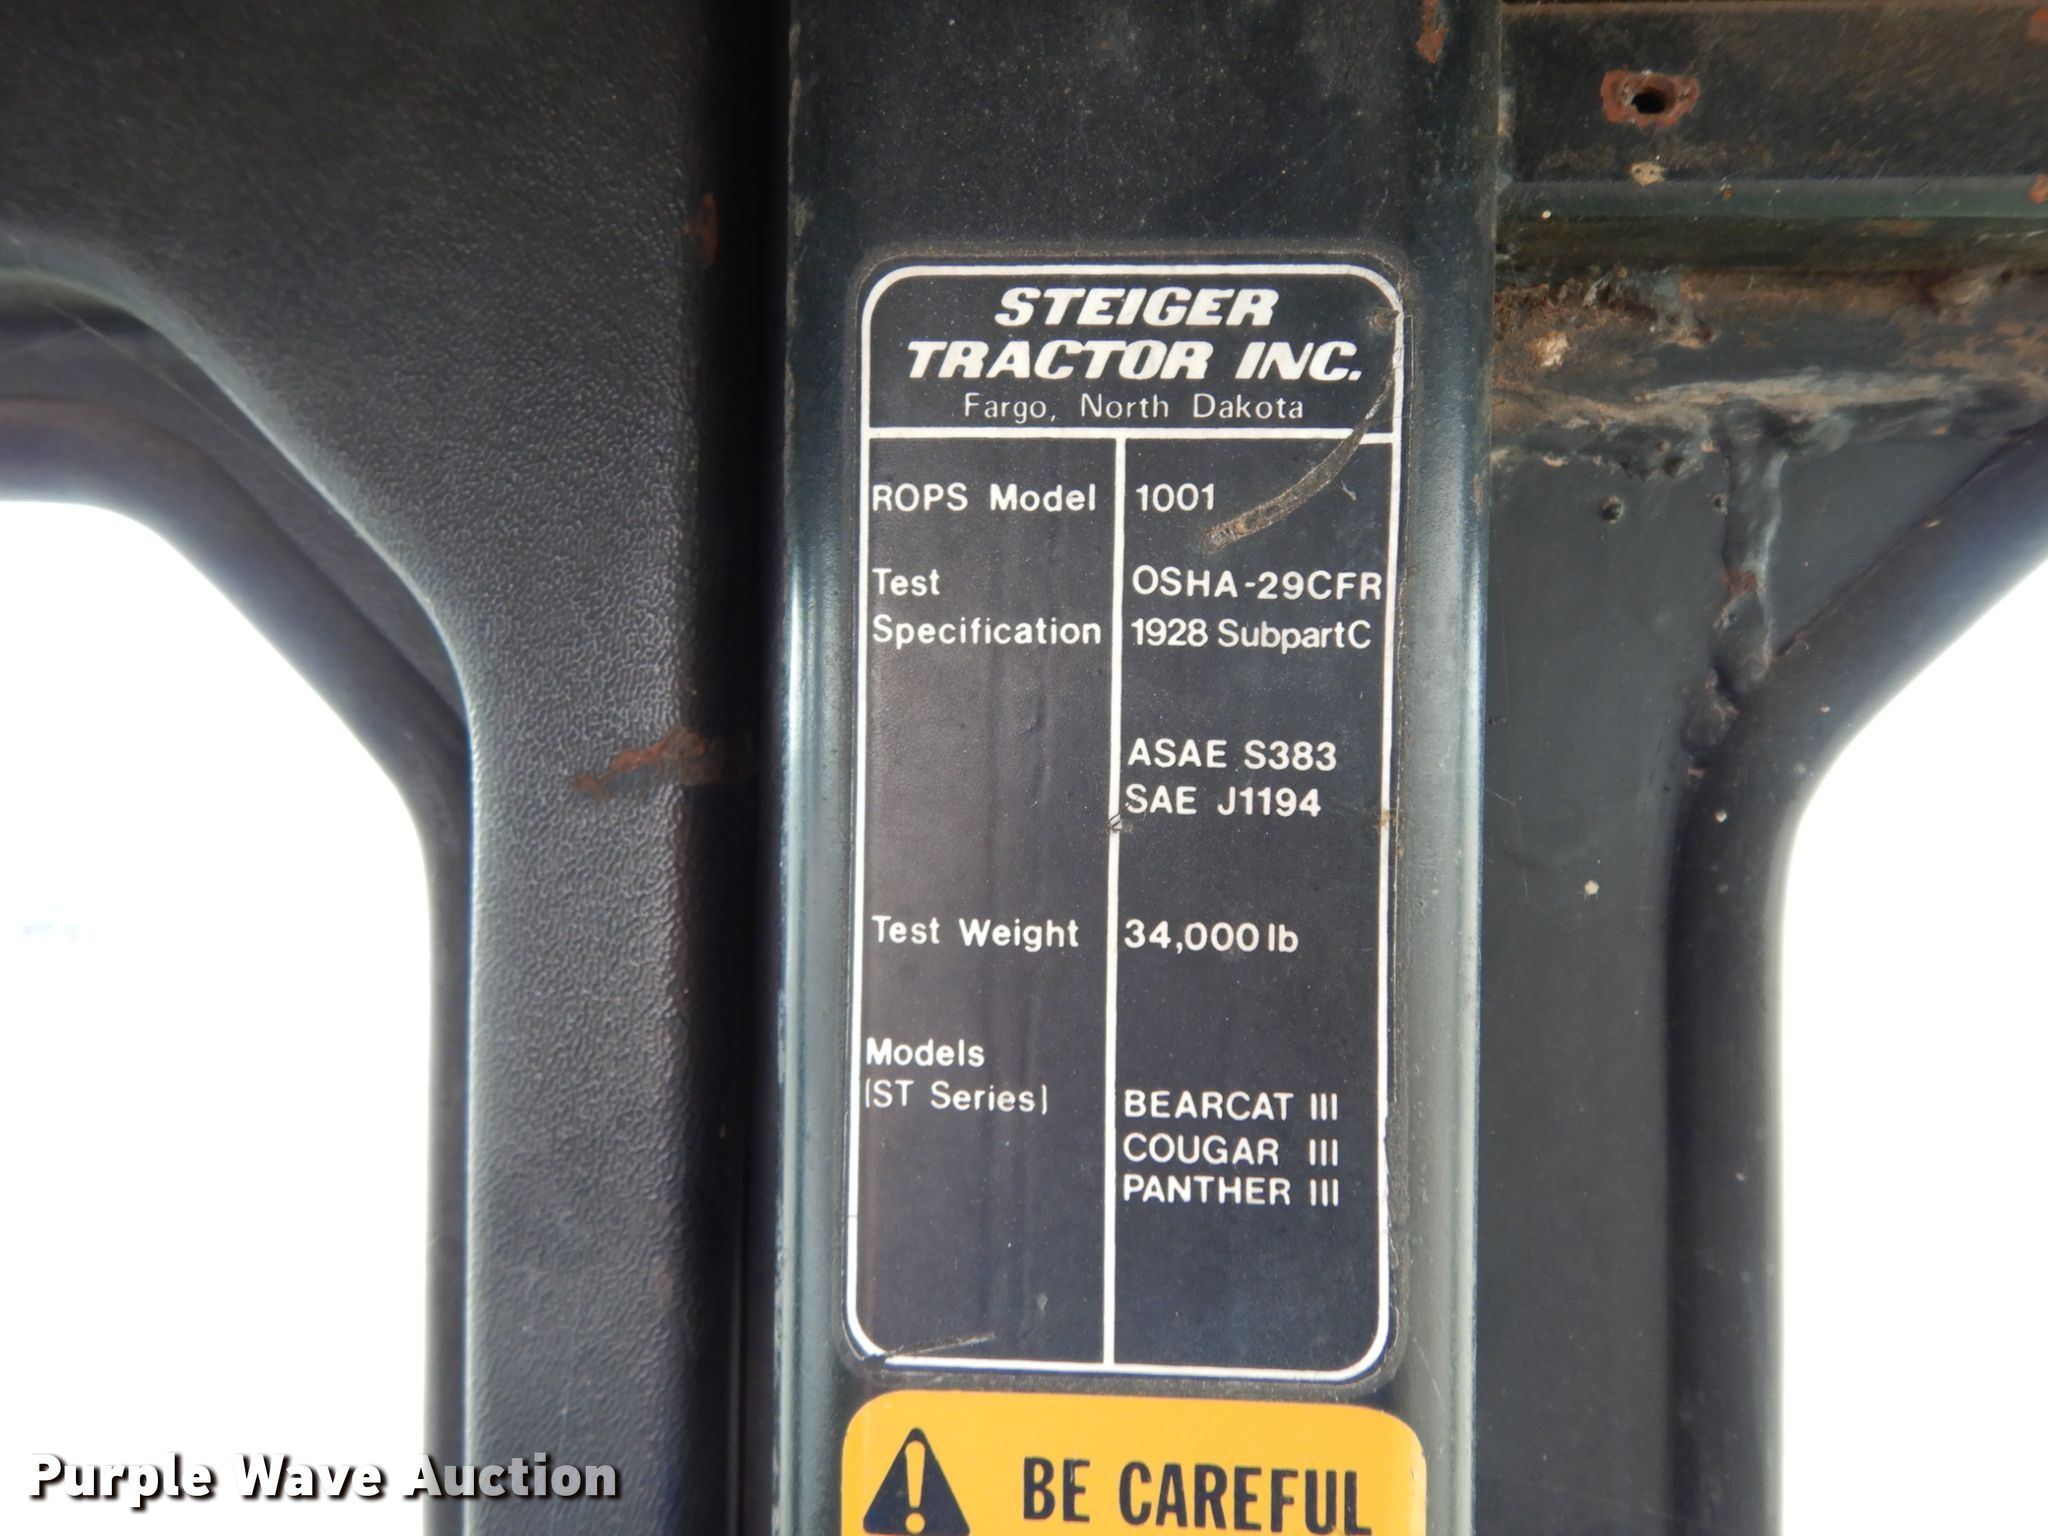 STEIGER
TRACTOR INC.
Fargo, North Dakota
ROPS Model 1001
Test OSHA-29CFR
Specification 1928 Subpart C
ASAE S383
SAE J1194
Test Weight 34,000 lb
Models
(ST Series) BEARCAT III
COUGAR III
PANTHER III
BE CAREFUL
Purple Wave Auction